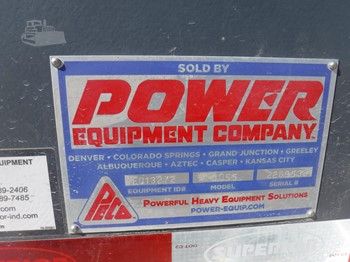 SOLD BY
POWER
EQUIPMENT COMPANY
DENVER • COLORADO SPRINGS • GRAND JUNCTION • GREELEY
ALBUQUERQUE • AZTEC • CASPER • KANSAS CITY
EQUIPMENT ID# MODEL SERIAL #
Peco
POWERFUL HEAVY EQUIPMENT SOLUTIONS
POWER-EQUIP.COM
SUPER